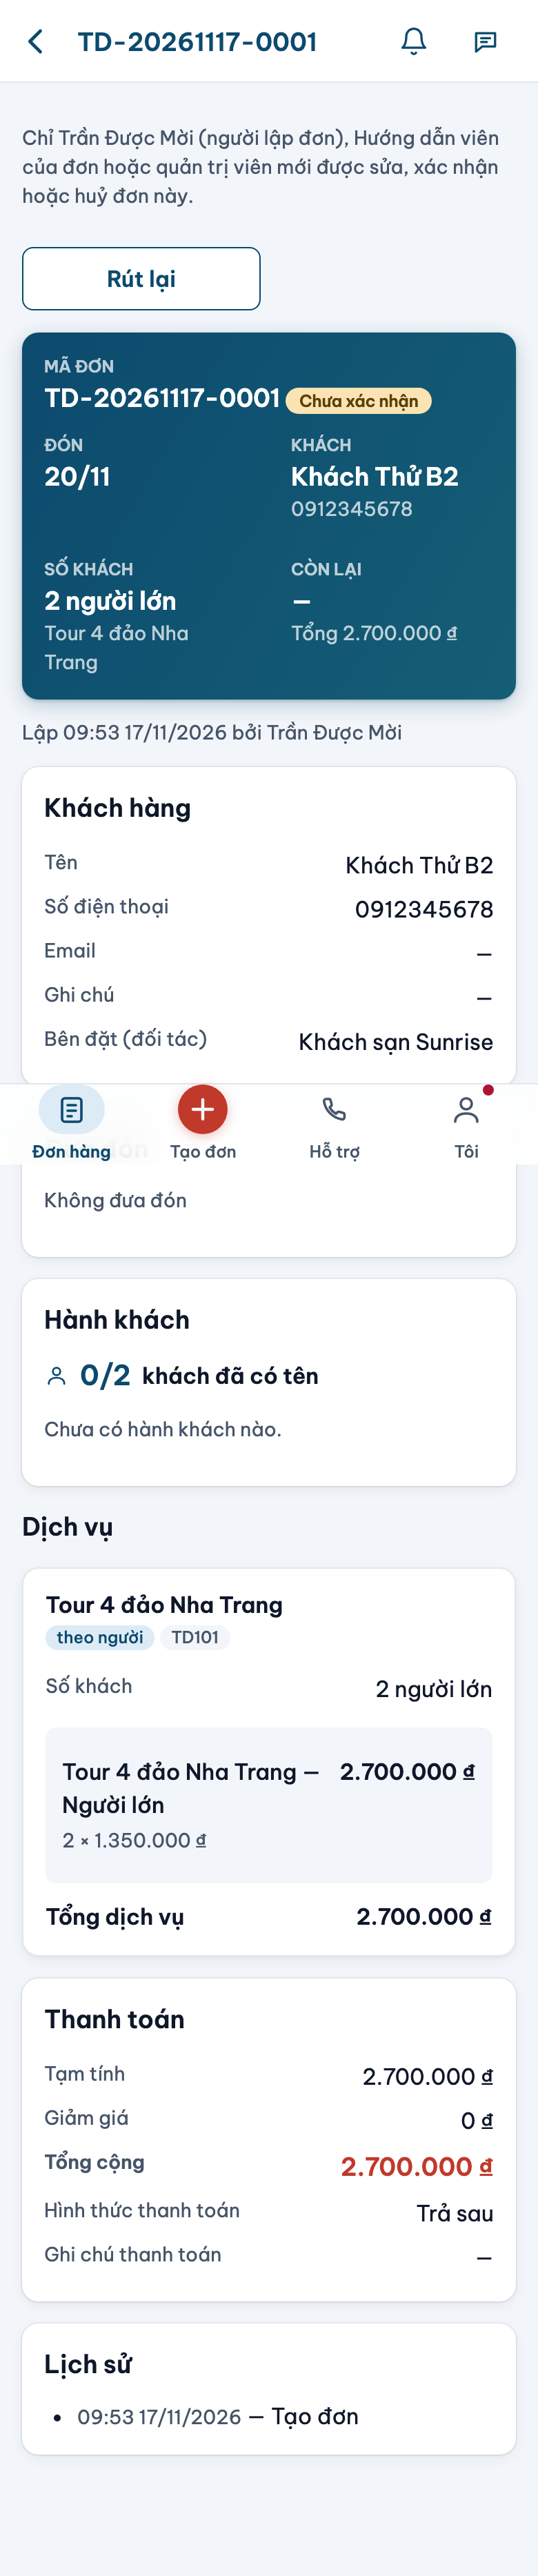 TD-20261117-0001
Chỉ Trần Được Mời (người lập đơn), Hướng dẫn viên
của đơn hoặc quản trị viên mới được sửa, xác nhận
hoặc huỷ đơn này.
Rút lại
MÃ ĐƠN
TD-20261117-0001 Chưa xác nhận
ĐÓN
20/11
KHÁCH
Khách Thử B2
0912345678
SỐ KHÁCH
2 người lớn
Tour 4 đảo Nha
Trang
CÒN LẠI
—
Tổng 2.700.000 ₫
Lập 09:53 17/11/2026 bởi Trần Được Mời
Khách hàng
Tên Khách Thử B2
Số điện thoại 0912345678
Email —
Ghi chú —
Bên đặt (đối tác) Khách sạn Sunrise
Đơn hàng Tạo đơn Hỗ trợ Tôi
Không đưa đón
Hành khách
0/2 khách đã có tên
Chưa có hành khách nào.
Dịch vụ
Tour 4 đảo Nha Trang
theo người TD101
Số khách 2 người lớn
Tour 4 đảo Nha Trang — 2.700.000 ₫
Người lớn
2 × 1.350.000 ₫
Tổng dịch vụ 2.700.000 ₫
Thanh toán
Tạm tính 2.700.000 ₫
Giảm giá 0 ₫
Tổng cộng 2.700.000 ₫
Hình thức thanh toán Trả sau
Ghi chú thanh toán —
Lịch sử
• 09:53 17/11/2026 — Tạo đơn